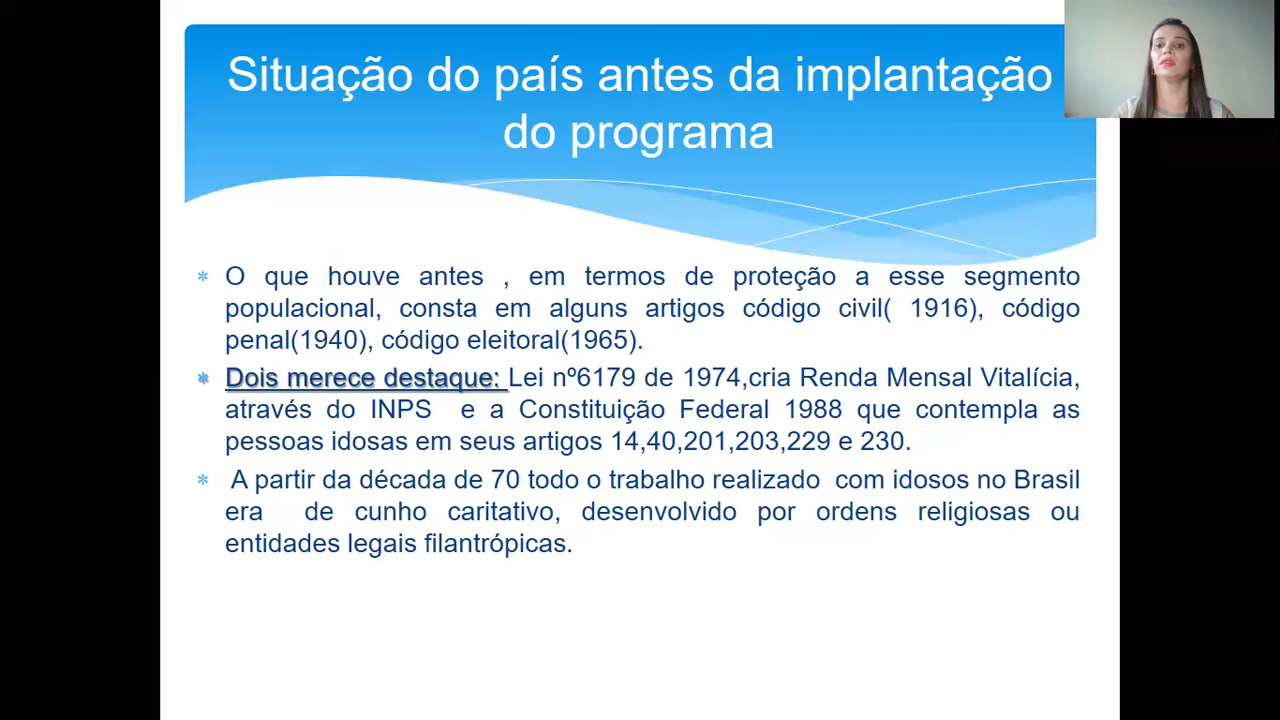 Situação do país antes da implantação
do programa
O que houve antes , em termos de proteção a esse segmento
populacional, consta em alguns artigos código civil( 1916), código
penal(1940), código eleitoral(1965).
Dois merece destaque: Lei nº6179 de 1974,cria Renda Mensal Vitalícia,
através do INPS e a Constituição Federal 1988 que contempla as
pessoas idosas em seus artigos 14,40,201,203,229 e 230.
A partir da década de 70 todo o trabalho realizado com idosos no Brasil
era de cunho caritativo, desenvolvido por ordens religiosas ou
entidades legais filantrópicas.